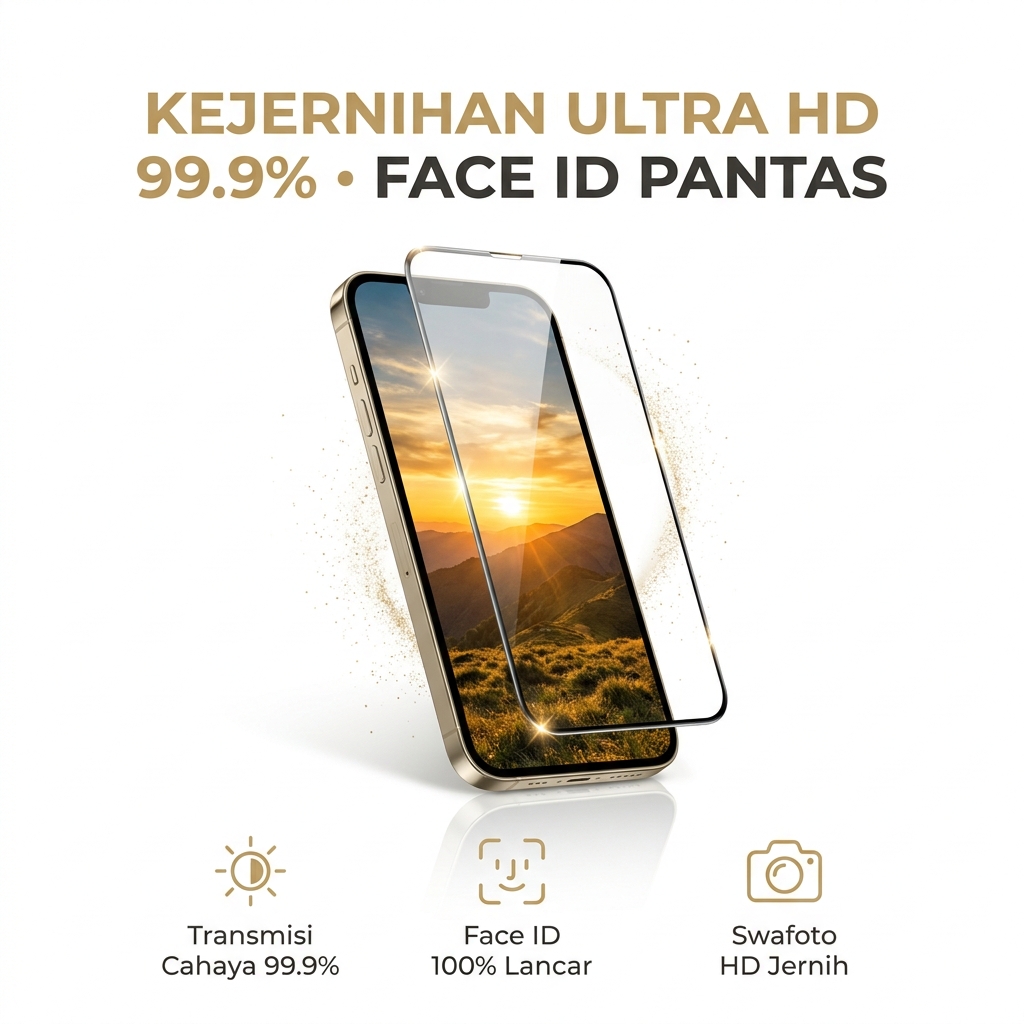 KEJERNIHAN ULTRA HD
99.9% • FACE ID PANTAS
Transmisi
Cahaya 99.9%
Face ID
100% Lancar
Swafoto
HD Jernih